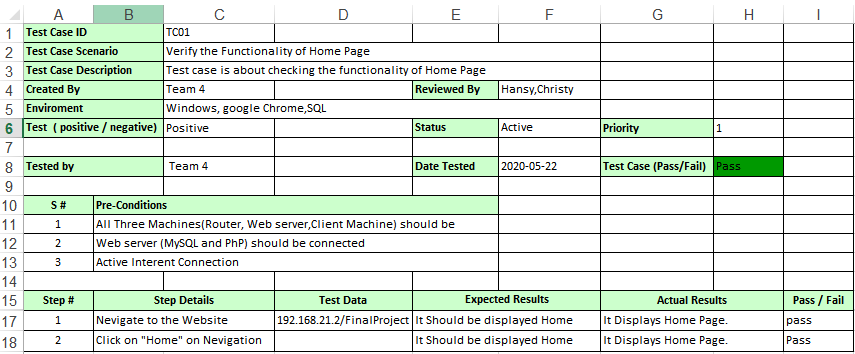 A B C D E F G H I
1 Test Case ID TC01
2 Test Case Scenario Verify the Functionality of Home Page
3 Test Case Description Test case is about checking the functionality of Home Page
4 Created By Team 4 Reviewed By Hansy,Christy
5 Enviroment Windows, google Chrome,SQL
6 Test ( positive / negative) Positive Status Active Priority 1
7
8 Tested by Team 4 Date Tested 2020-05-22 Test Case (Pass/Fail) Pass
9
10 S # Pre-Conditions
11 1 All Three Machines(Router, Web server,Client Machine) should be
12 2 Web server (MySQL and PhP) should be connected
13 3 Active Interent Connection
14
15 Step # Step Details Test Data Expected Results Actual Results Pass / Fail
17 1 Nevigate to the Website 192.168.21.2/FinalProject It Should be displayed Home It Displays Home Page. pass
18 2 Click on "Home" on Nevigation It Should be displayed Home It Displays Home Page. Pass